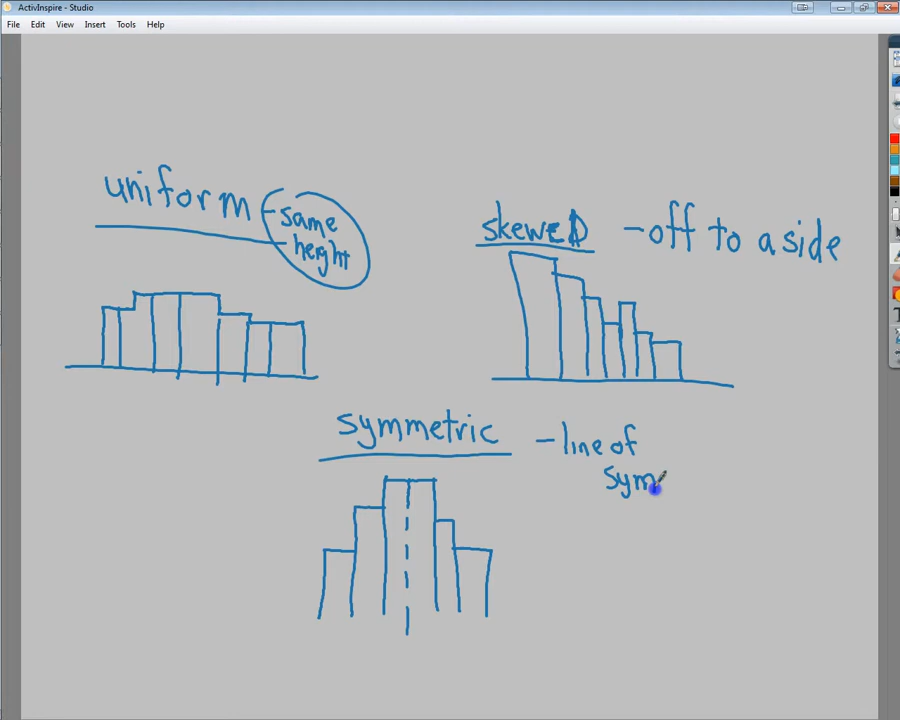 ActivInspire - Studio
File Edit View Insert Tools Help
uniform - same
height
skeweD - off to a side
symmetric - line of
sym